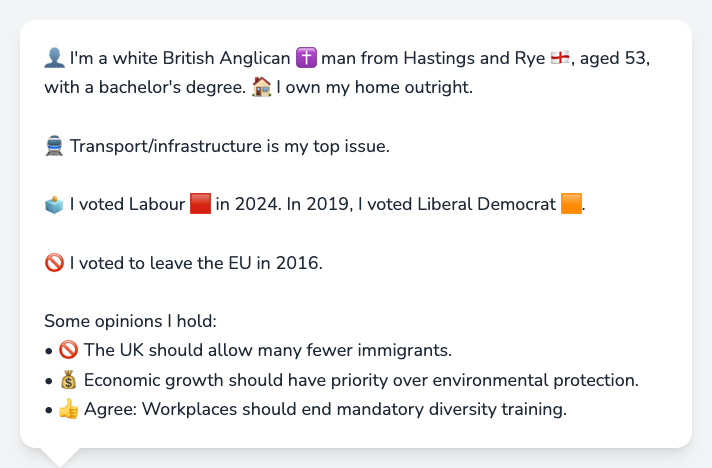 👤 I'm a white British Anglican ✝️ man from Hastings and Rye 🏴󠁧󠁢󠁥󠁮󠁧󠁿, aged 53,
with a bachelor's degree. 🏠 I own my home outright.
🚆 Transport/infrastructure is my top issue.
🗳️ I voted Labour 🟥 in 2024. In 2019, I voted Liberal Democrat 🟧.
🚫 I voted to leave the EU in 2016.
Some opinions I hold:
• 🚫 The UK should allow many fewer immigrants.
• 💰 Economic growth should have priority over environmental protection.
• 👍 Agree: Workplaces should end mandatory diversity training.